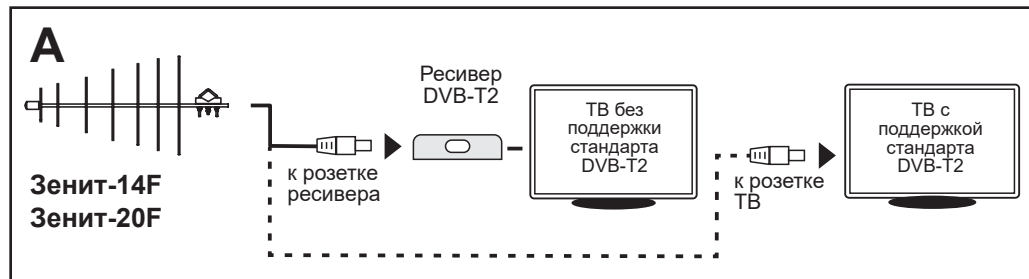 А
Ресивер
DVB-T2
ТВ без
поддержки
стандарта
DVB-T2
ТВ с
поддержкой
стандарта
DVB-T2
к розетке
ресивера
к розетке
ТВ
Зенит-14F
Зенит-20F